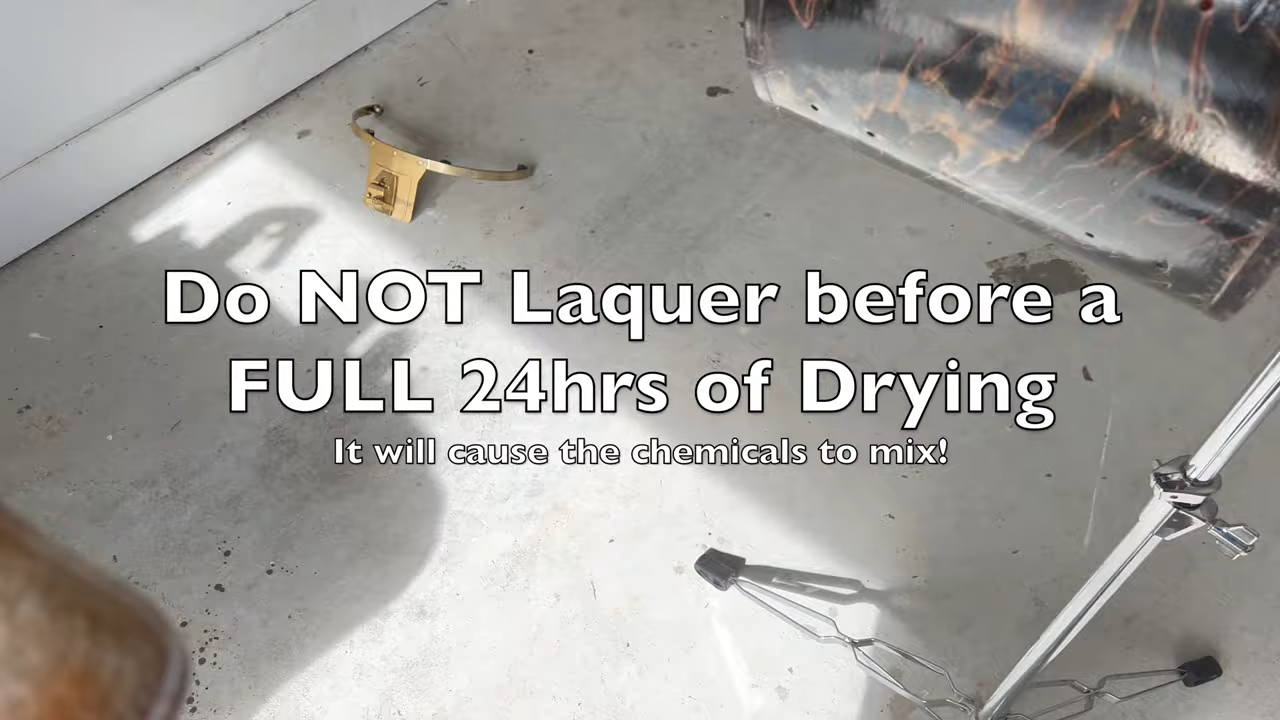 Do NOT Laquer before a
FULL 24hrs of Drying
It will cause the chemicals to mix!